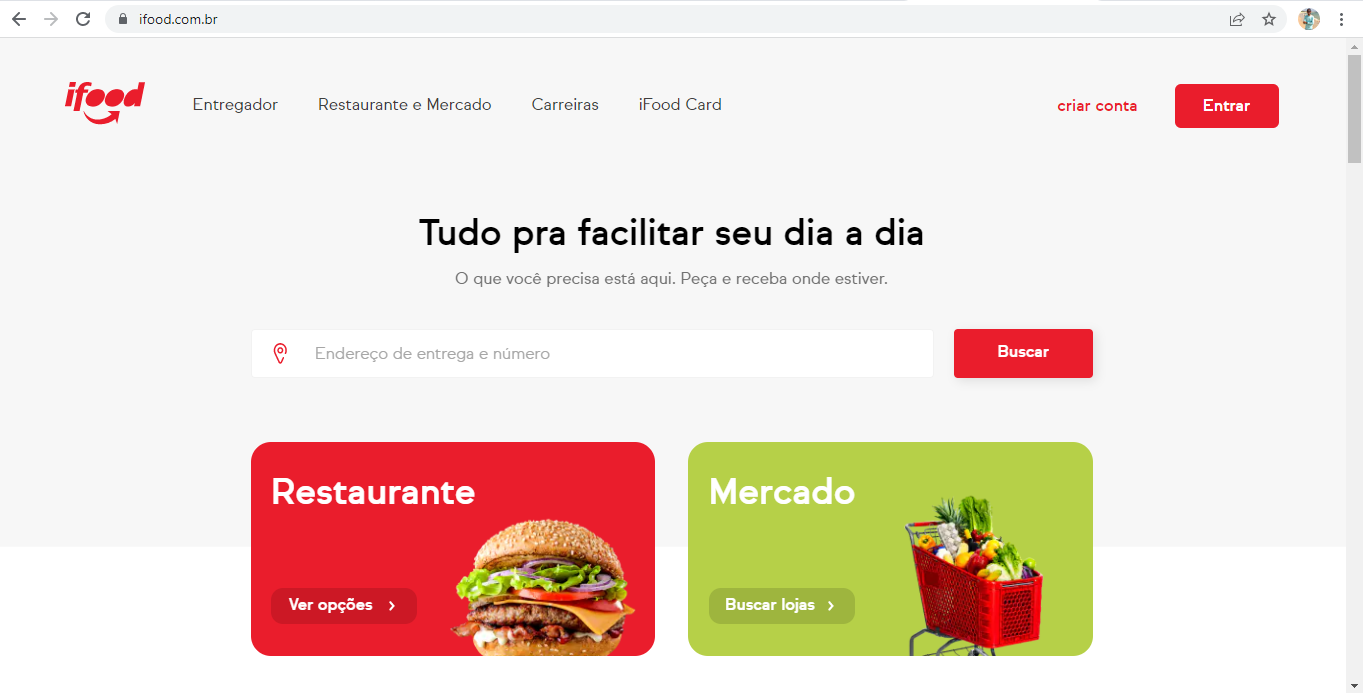 ifood.com.br
ifood
Entregador
Restaurante e Mercado
Carreiras
iFood Card
criar conta
Entrar
Tudo pra facilitar seu dia a dia
O que você precisa está aqui. Peça e receba onde estiver.
Endereço de entrega e número
Buscar
Restaurante
Ver opções
Mercado
Buscar lojas